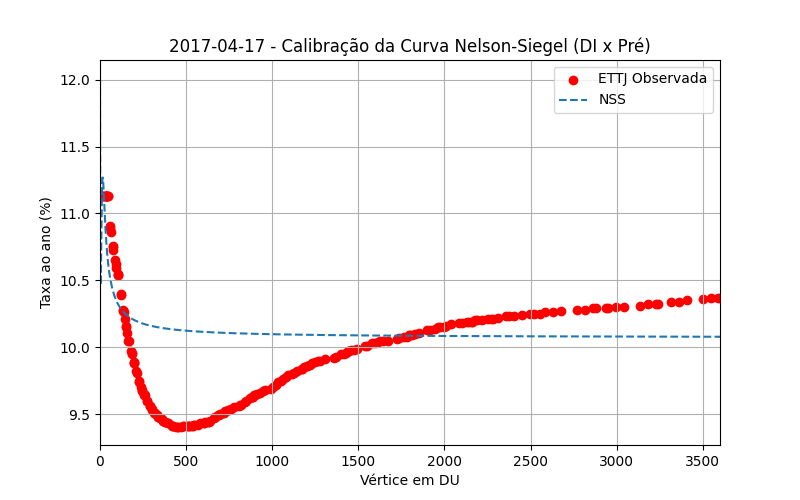 2017-04-17 - Calibração da Curva Nelson-Siegel (DI x Pré)
ETTJ Observada
NSS
Taxa ao ano (%)
12.0
11.5
11.0
10.5
10.0
9.5
0 500 1000 1500 2000 2500 3000 3500
Vértice em DU